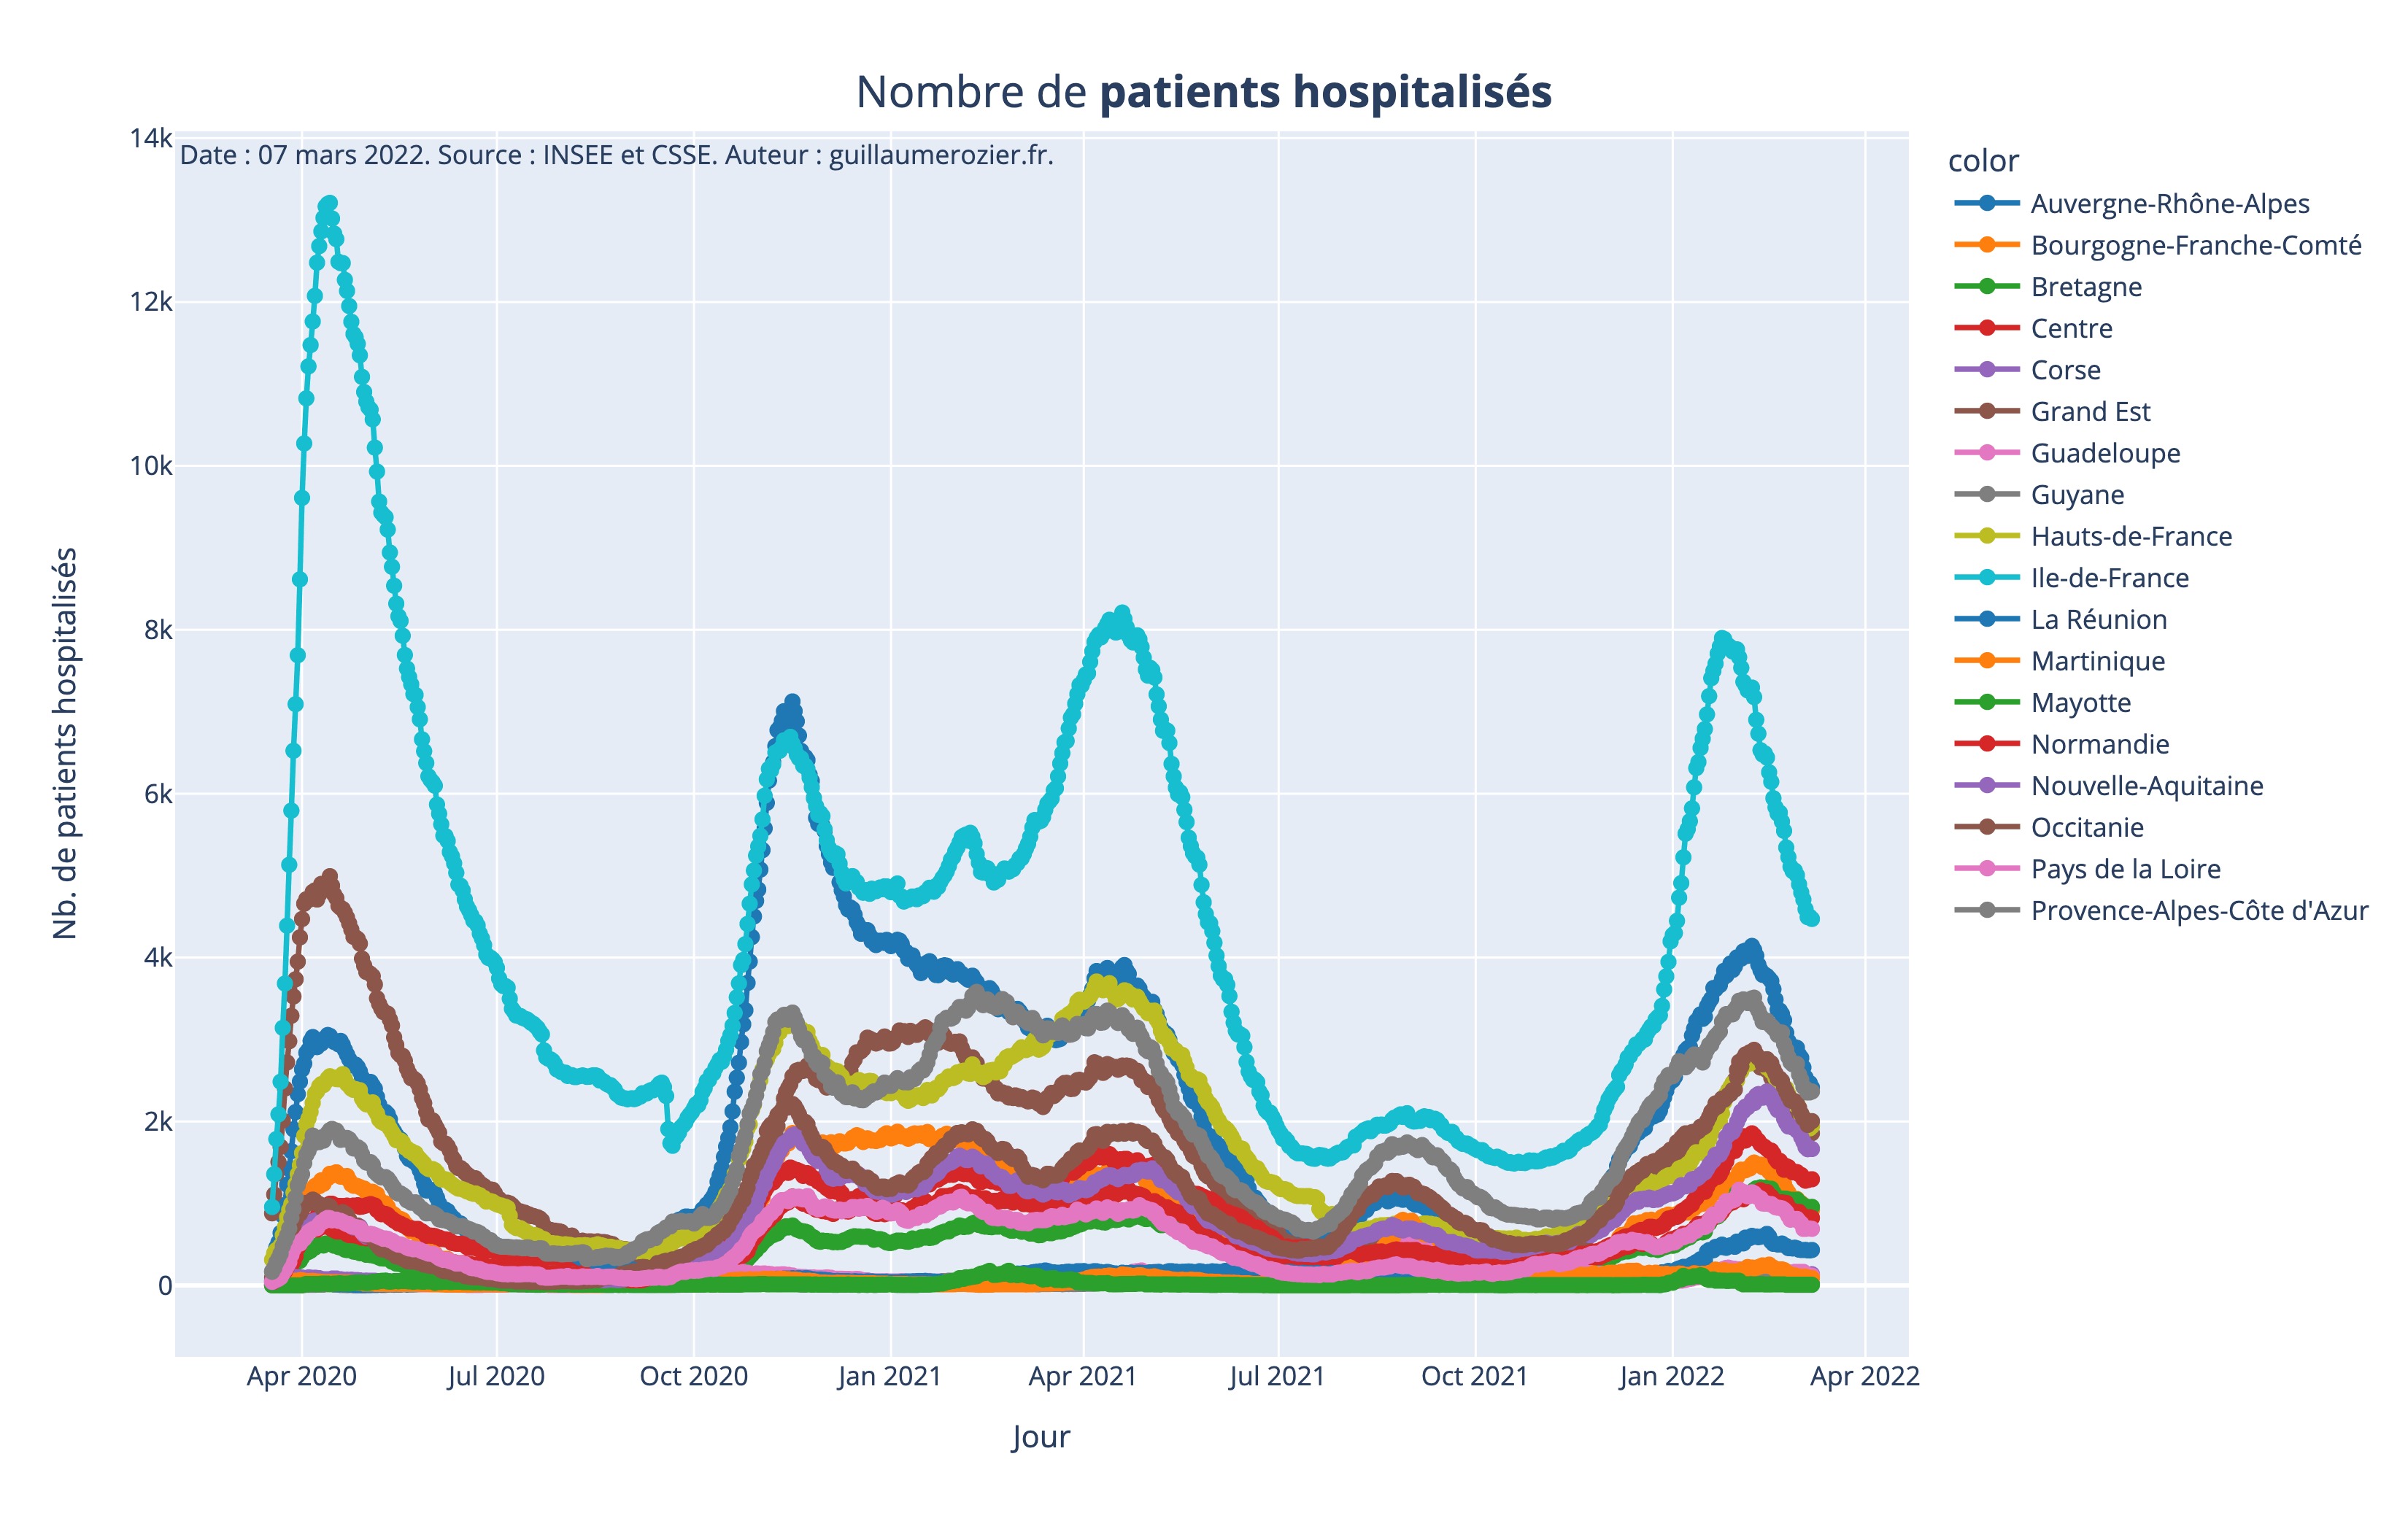 Nombre de patients hospitalisés
Date : 07 mars 2022. Source : INSEE et CSSE. Auteur : guillaumerozier.fr.
Nb. de patients hospitalisés
14k
12k
10k
8k
6k
4k
2k
0
Apr 2020 Jul 2020 Oct 2020 Jan 2021 Apr 2021 Jul 2021 Oct 2021 Jan 2022 Apr 2022
Jour
color
Auvergne-Rhône-Alpes
Bourgogne-Franche-Comté
Bretagne
Centre
Corse
Grand Est
Guadeloupe
Guyane
Hauts-de-France
Ile-de-France
La Réunion
Martinique
Mayotte
Normandie
Nouvelle-Aquitaine
Occitanie
Pays de la Loire
Provence-Alpes-Côte d'Azur